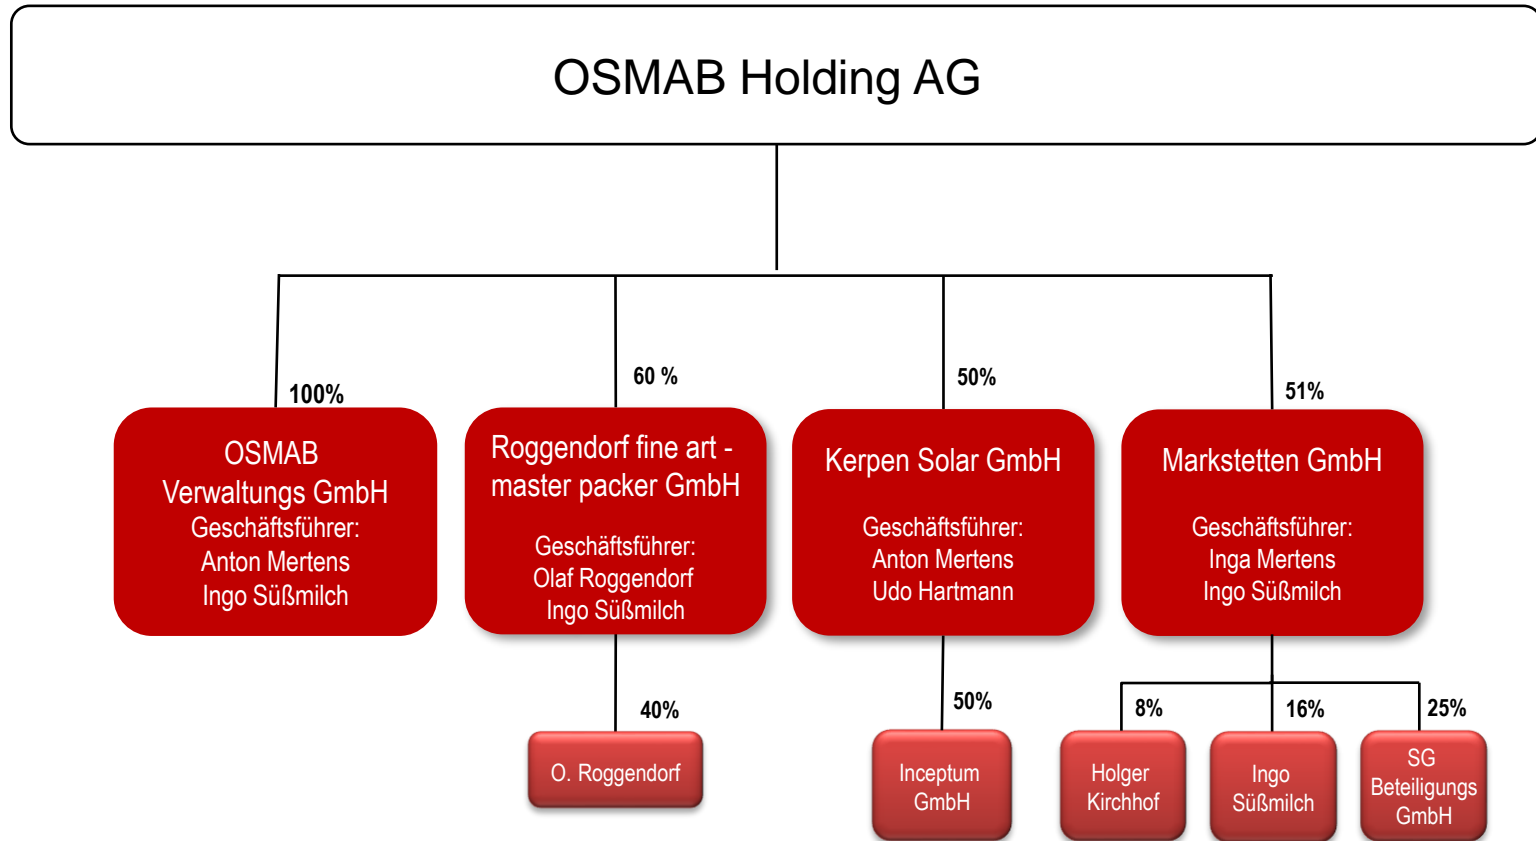 OSMAB Holding AG
100%
60 %
50%
51%
OSMAB
Verwaltungs GmbH
Geschäftsführer:
Anton Mertens
Ingo Süßmilch
Roggendorf fine art -
master packer GmbH
Geschäftsführer:
Olaf Roggendorf
Ingo Süßmilch
Kerpen Solar GmbH
Geschäftsführer:
Anton Mertens
Udo Hartmann
Markstetten GmbH
Geschäftsführer:
Inga Mertens
Ingo Süßmilch
40%
50%
8%
16%
25%
O. Roggendorf
Inceptum
GmbH
Holger
Kirchhof
Ingo
Süßmilch
SG
Beteiligungs
GmbH